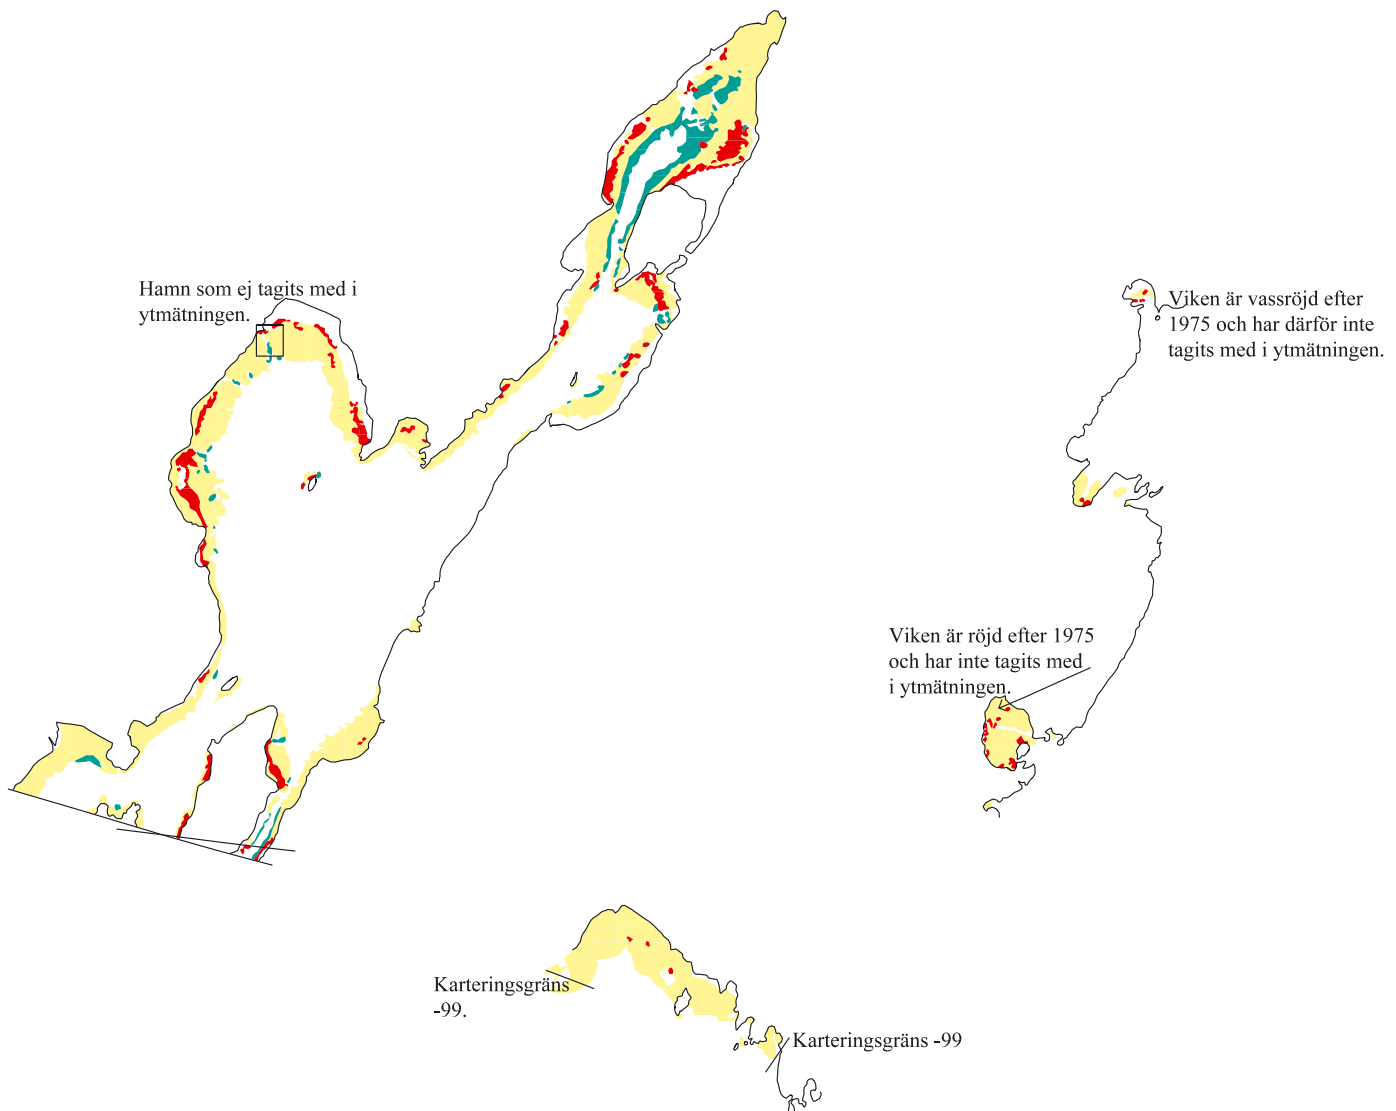 Hamn som ej tagits med i
ytmätningen.
Viken är vassröjd efter
1975 och har därför inte
tagits med i ytmätningen.
Viken är röjd efter 1975
och har inte tagits med
i ytmätningen.
Karteringsgräns
-99.
Karteringsgräns -99